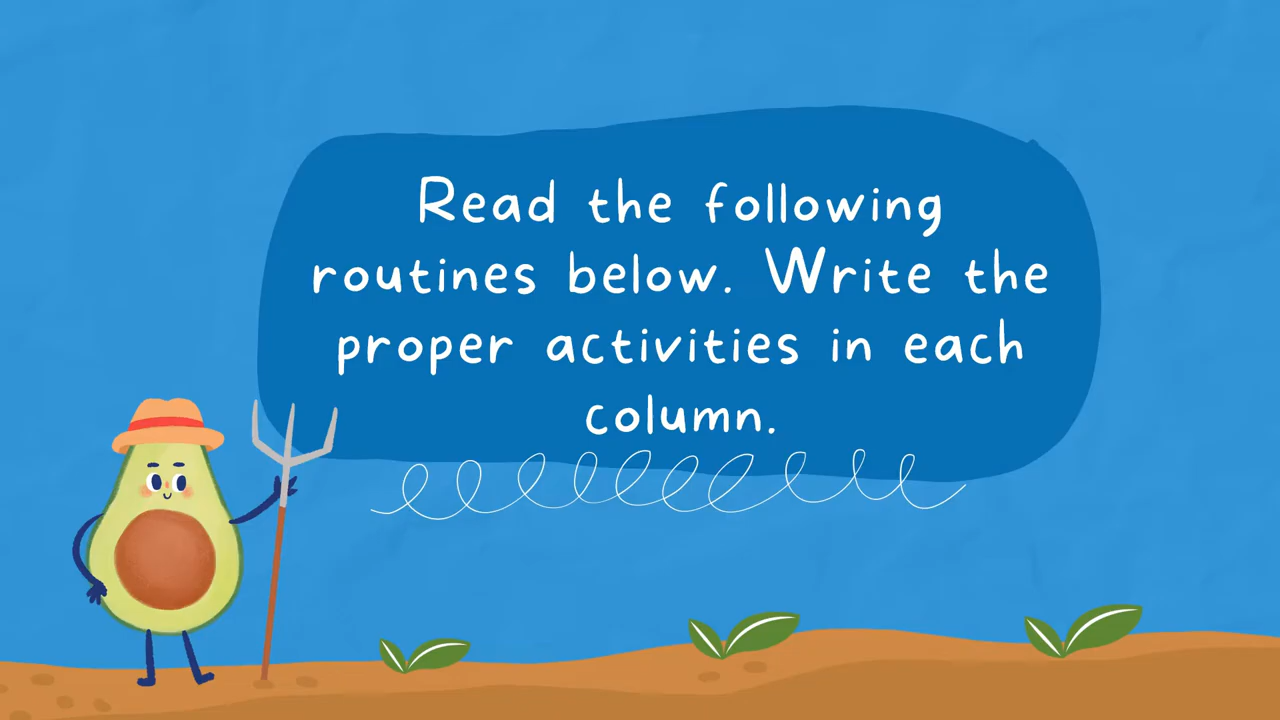 Read the following
routines below. Write the
proper activities in each
column.